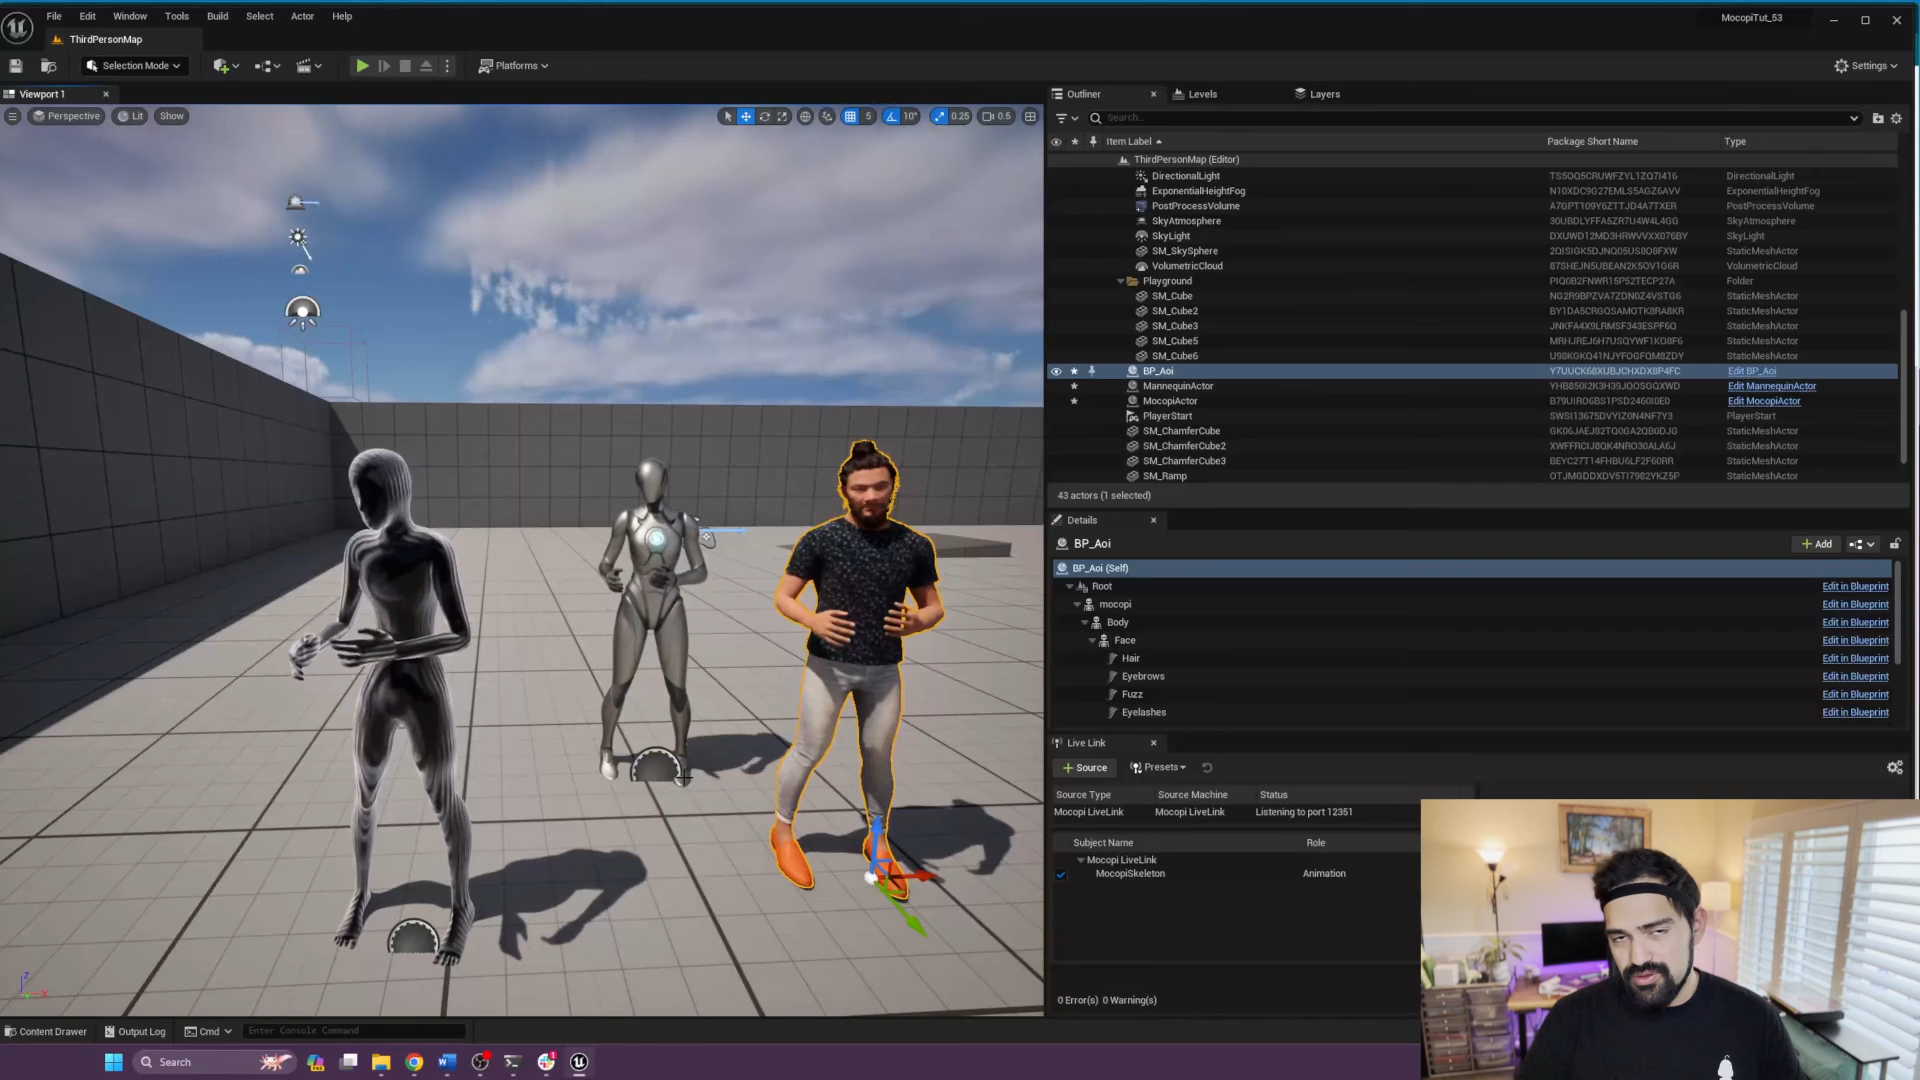 File Edit Window Tools Build Select Actor Help
MocopiTut_53
ThirdPersonMap
Selection Mode
Platforms
Settings
Viewport 1
Perspective Lit Show
5 10° 0.25 0.5
Outliner Levels Layers
Search...
Item Label Package Short Name Type
ThirdPersonMap (Editor)
DirectionalLight DirectionalLight
ExponentialHeightFog ExponentialHeightFog
PostProcessVolume PostProcessVolume
SkyAtmosphere SkyAtmosphere
SkyLight SkyLight
SM_SkySphere StaticMeshActor
VolumetricCloud VolumetricCloud
Playground Folder
SM_Cube StaticMeshActor
SM_Cube2 StaticMeshActor
SM_Cube3 StaticMeshActor
SM_Cube5 StaticMeshActor
SM_Cube6 StaticMeshActor
BP_Aoi Edit BP_Aoi
MannequinActor Edit MannequinActor
MocopiActor Edit MocopiActor
PlayerStart PlayerStart
SM_ChamferCube StaticMeshActor
SM_ChamferCube2 StaticMeshActor
SM_ChamferCube3 StaticMeshActor
SM_Ramp StaticMeshActor
43 actors (1 selected)
Details
BP_Aoi
Add
BP_Aoi (Self)
Root Edit in Blueprint
mocopi Edit in Blueprint
Body Edit in Blueprint
Face Edit in Blueprint
Hair Edit in Blueprint
Eyebrows Edit in Blueprint
Fuzz Edit in Blueprint
Eyelashes Edit in Blueprint
Live Link
Source Presets
Source Type Source Machine Status
Mocopi LiveLink Mocopi LiveLink Listening to port 12351
Subject Name Role
Mocopi LiveLink
MocopiSkeleton Animation
0 Error(s) 0 Warning(s)
Content Drawer Output Log Cmd Enter Console Command
Search